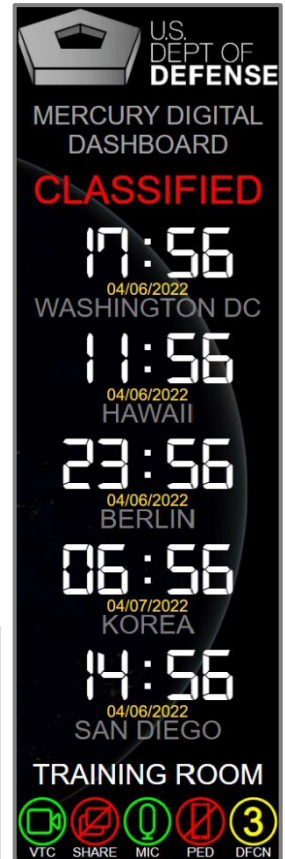 U.S.
DEPT OF
DEFENSE
MERCURY DIGITAL
DASHBOARD
CLASSIFIED
17:56
04/06/2022
WASHINGTON DC
11:56
04/06/2022
HAWAII
23:56
04/06/2022
BERLIN
06:56
04/07/2022
KOREA
14:56
04/06/2022
SAN DIEGO
TRAINING ROOM
3
VTC SHARE MIC PED DFCN